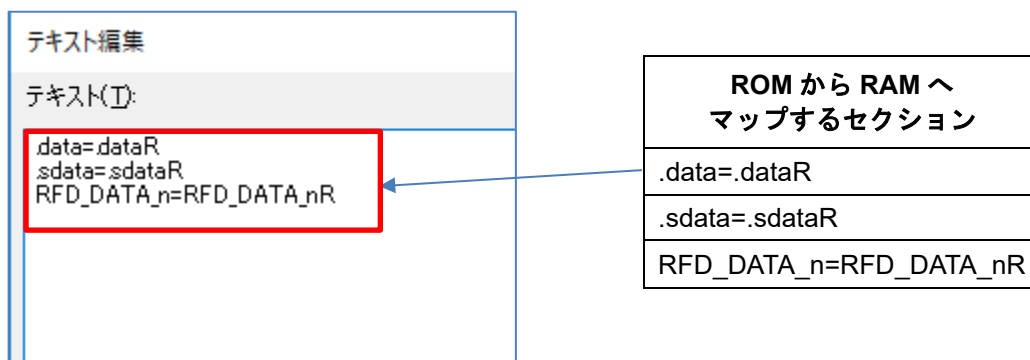 テキスト編集
テキスト(T):
.data=.dataR
.sdata=.sdataR
RFD_DATA_n=RFD_DATA_nR
ROM から RAM へ
マップするセクション
.data=.dataR
.sdata=.sdataR
RFD_DATA_n=RFD_DATA_nR